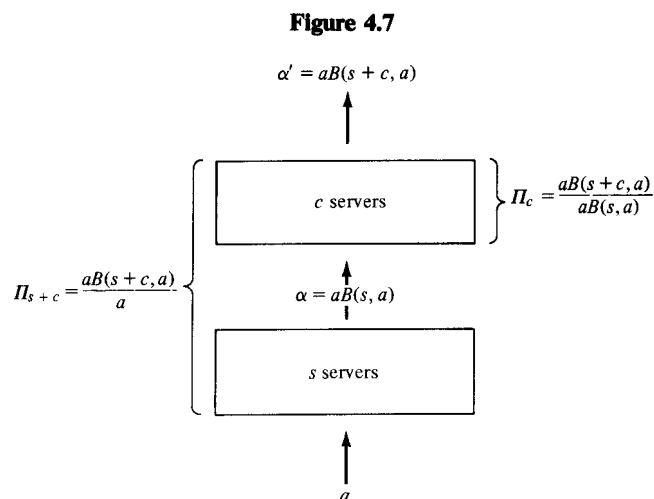 Figure 4.7
α′ = aB(s + c, a)
c servers
Π_c = aB(s + c, a) / aB(s, a)
Π_{s + c} = aB(s + c, a) / a
α = aB(s, a)
s servers
a